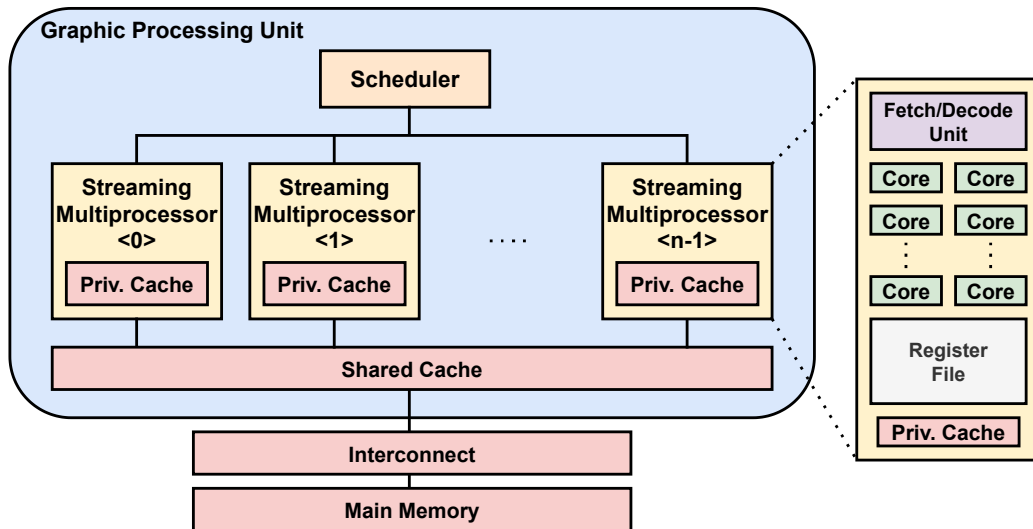 Graphic Processing Unit
Scheduler
Streaming
Multiprocessor
<0>
Priv. Cache
Streaming
Multiprocessor
<1>
Priv. Cache
....
Streaming
Multiprocessor
<n-1>
Priv. Cache
Shared Cache
Interconnect
Main Memory
Fetch/Decode
Unit
Core Core
Core Core
Core Core
Register
File
Priv. Cache